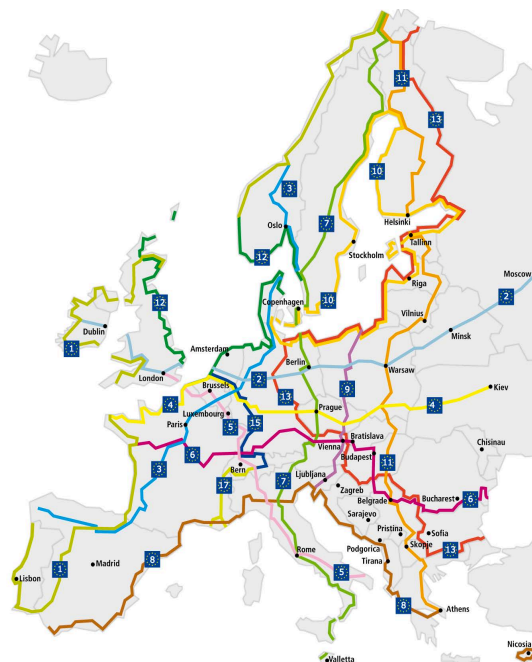 11
13
3
10
7
Oslo
Helsinki
12
Tallinn
Stockholm
2
Moscow
12
Riga
Copenhagen
10
Vilnius
Dublin
1
Minsk
Amsterdam
London
Berlin
Warsaw
2
Brussels
13
9
Kiev
4
Prague
4
Luxembourg
5
15
Paris
6
Vienna
Bratislava
Chisinau
Budapest
3
Bern
11
17
7
Ljubljana
Zagreb
Belgrade
Bucharest
6
Sarajevo
Pristina
Sofia
8
Madrid
1
Rome
Podgorica
Skopje
13
Lisbon
Tirana
5
8
Athens
Nicosia
Valletta